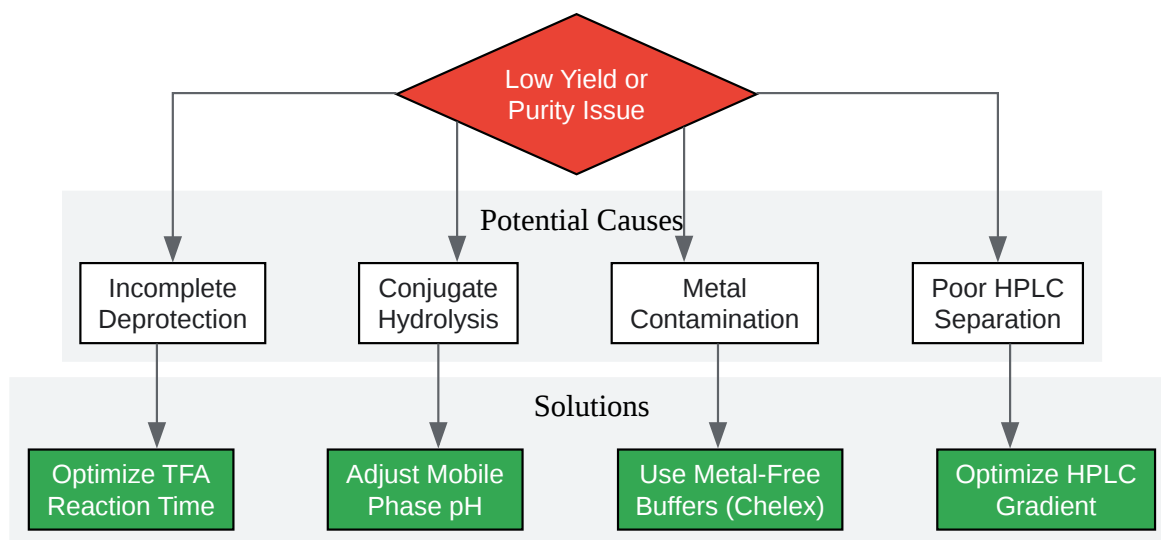 Low Yield or
Purity Issue
Potential Causes
Incomplete
Deprotection
Conjugate
Hydrolysis
Metal
Contamination
Poor HPLC
Separation
Solutions
Optimize TFA
Reaction Time
Adjust Mobile
Phase pH
Use Metal-Free
Buffers (Chelex)
Optimize HPLC
Gradient